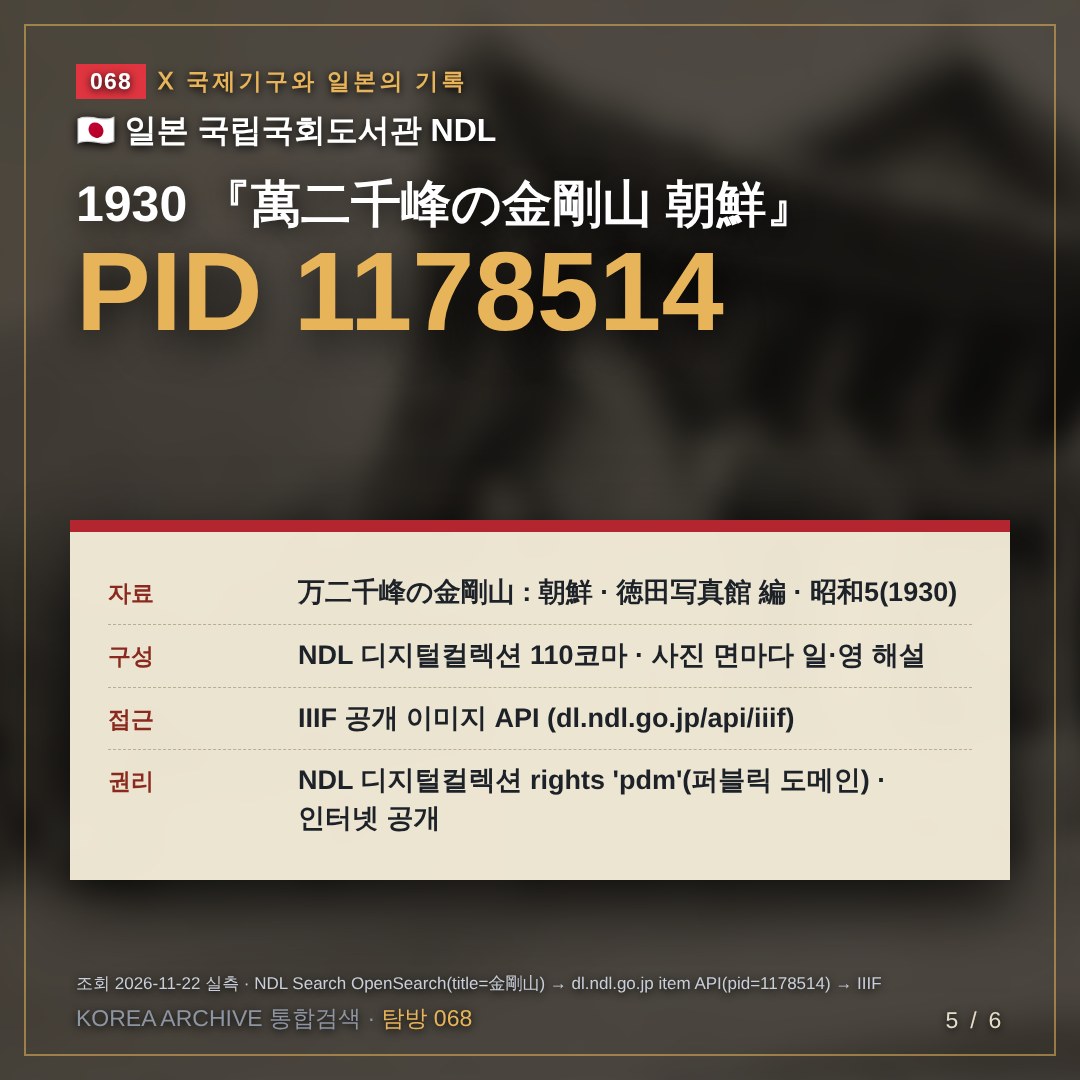 068 X 국제기구와 일본의 기록
🇯🇵 일본 국립국회도서관 NDL
1930 『萬二千峰の金剛山 朝鮮』
PID 1178514
자료 万二千峰の金剛山 : 朝鮮 · 徳田写真館 編 · 昭和5(1930)
구성 NDL 디지털컬렉션 110코마 · 사진 면마다 일·영 해설
접근 IIIF 공개 이미지 API (dl.ndl.go.jp/api/iiif)
권리 NDL 디지털컬렉션 rights 'pdm'(퍼블릭 도메인) ·
인터넷 공개
조회 2026-11-22 실측 · NDL Search OpenSearch(title=金剛山) → dl.ndl.go.jp item API(pid=1178514) → IIIF
KOREA ARCHIVE 통합검색 · 탐방 068
5 / 6